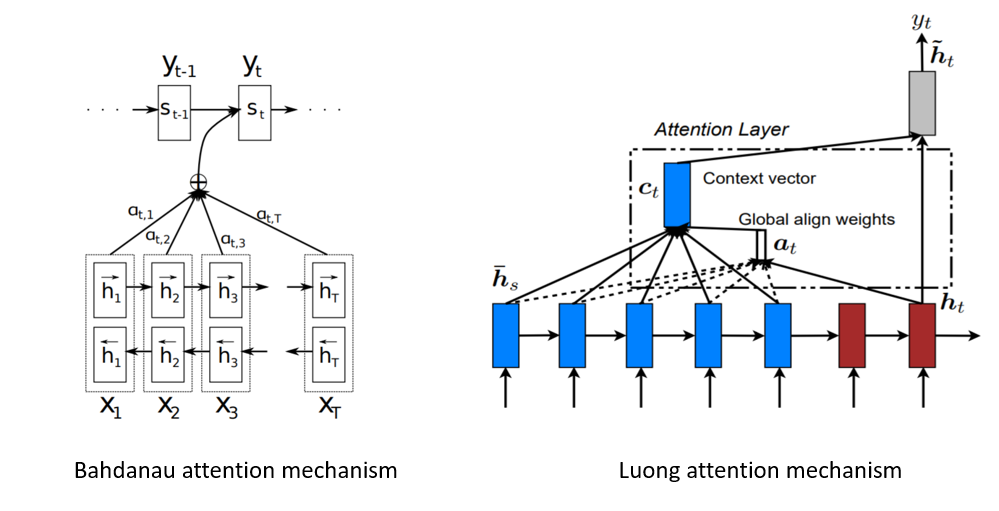 y_{t-1} y_t
. . . s_{t-1} s_t . . .
⊕
a_{t,1} a_{t,2} a_{t,3} a_{t,T}
\overrightarrow{h}_1 \overrightarrow{h}_2 \overrightarrow{h}_3 \overrightarrow{h}_T
\overleftarrow{h}_1 \overleftarrow{h}_2 \overleftarrow{h}_3 \overleftarrow{h}_T
x_1 x_2 x_3 x_T
Bahdanau attention mechanism
y_t
\tilde{h}_t
Attention Layer
c_t Context vector
Global align weights
a_t
\bar{h}_s
h_t
Luong attention mechanism